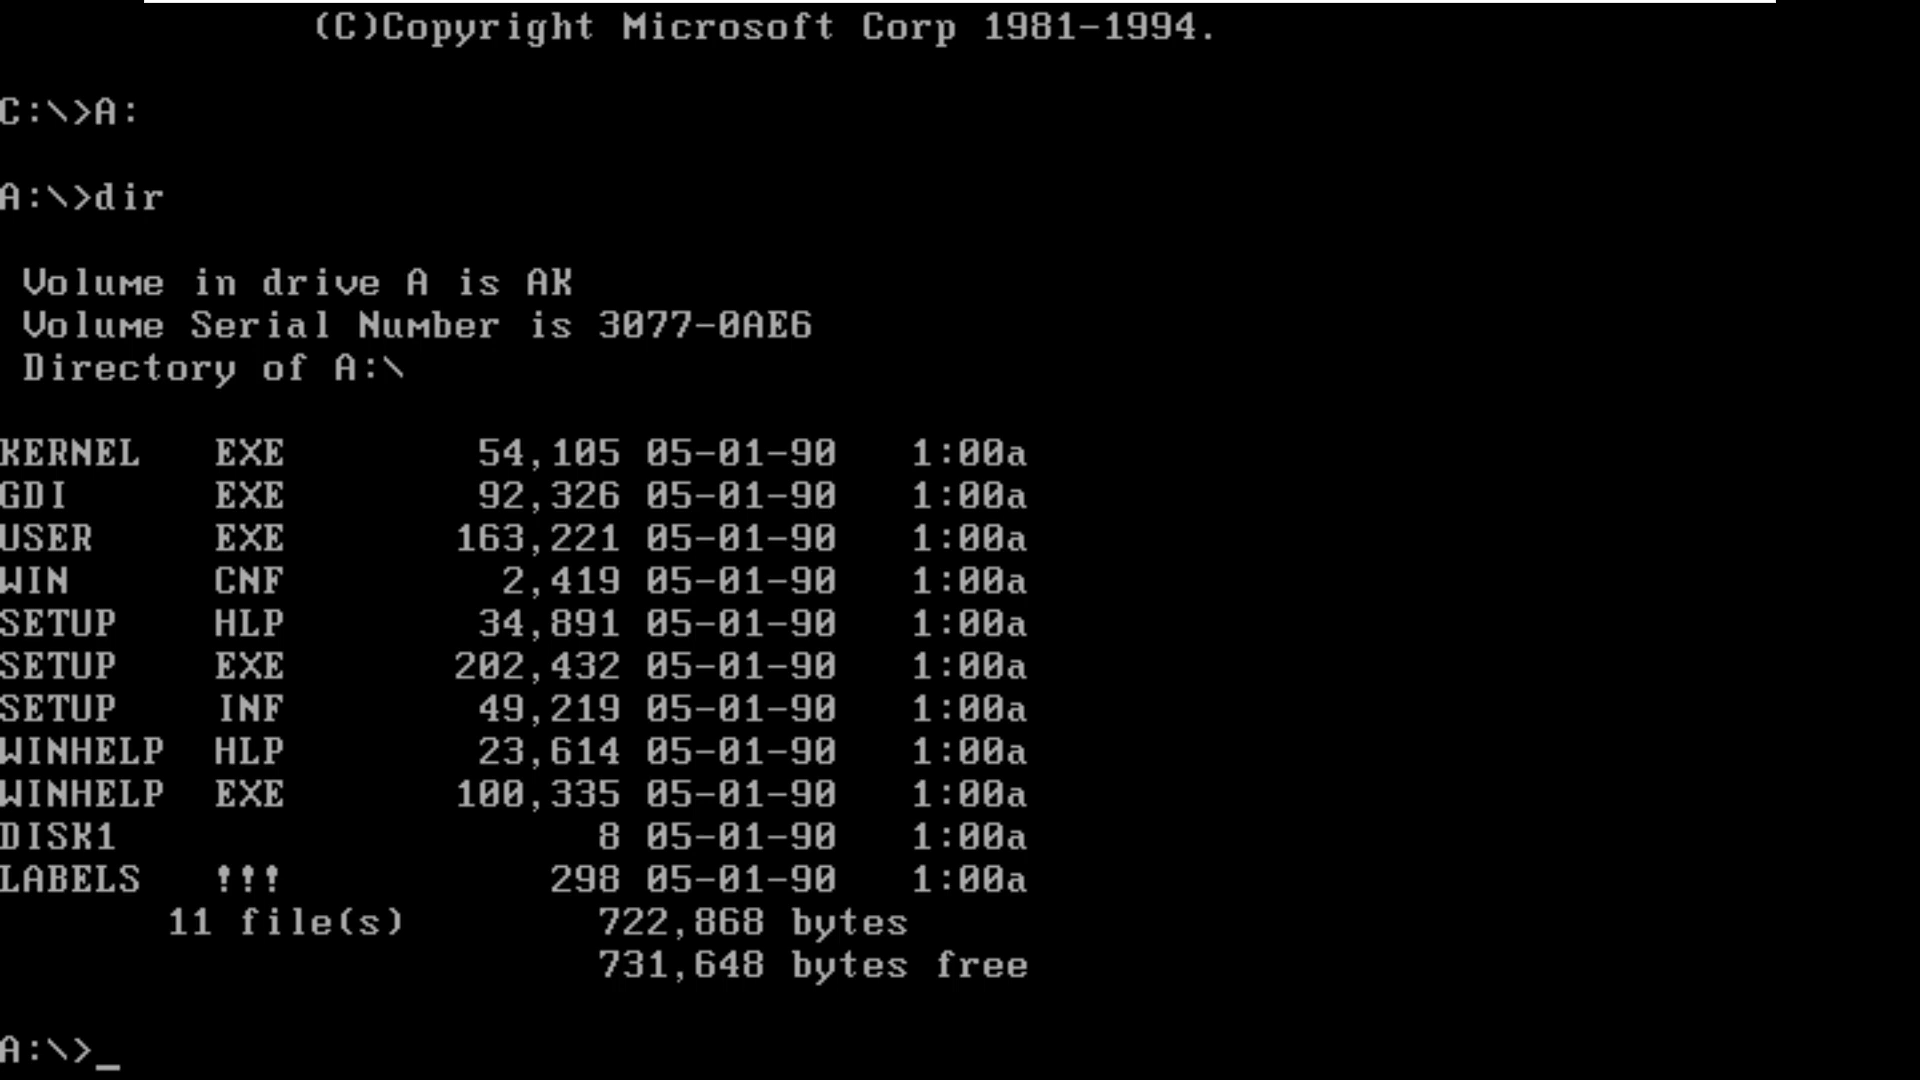 (C)Copyright Microsoft Corp 1981-1994.
C:\>A:
A:\>dir
Volume in drive A is AK
Volume Serial Number is 3077-0AE6
Directory of A:\
KERNEL   EXE        54,105 05-01-90   1:00a
GDI      EXE        92,326 05-01-90   1:00a
USER     EXE       163,221 05-01-90   1:00a
WIN      CNF         2,419 05-01-90   1:00a
SETUP    HLP        34,891 05-01-90   1:00a
SETUP    EXE       202,432 05-01-90   1:00a
SETUP    INF        49,219 05-01-90   1:00a
WINHELP  HLP        23,614 05-01-90   1:00a
WINHELP  EXE       100,335 05-01-90   1:00a
DISK1                    8 05-01-90   1:00a
LABELS   !!!           298 05-01-90   1:00a
11 file(s)        722,868 bytes
731,648 bytes free
A:\>_